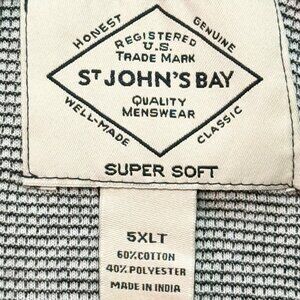 HONEST
GENUINE
REGISTERED
U.S.
TRADE MARK
ST JOHN'S BAY
QUALITY
MENSWEAR
WELL-MADE
CLASSIC
SUPER SOFT
5XLT
60% COTTON
40% POLYESTER
MADE IN INDIA